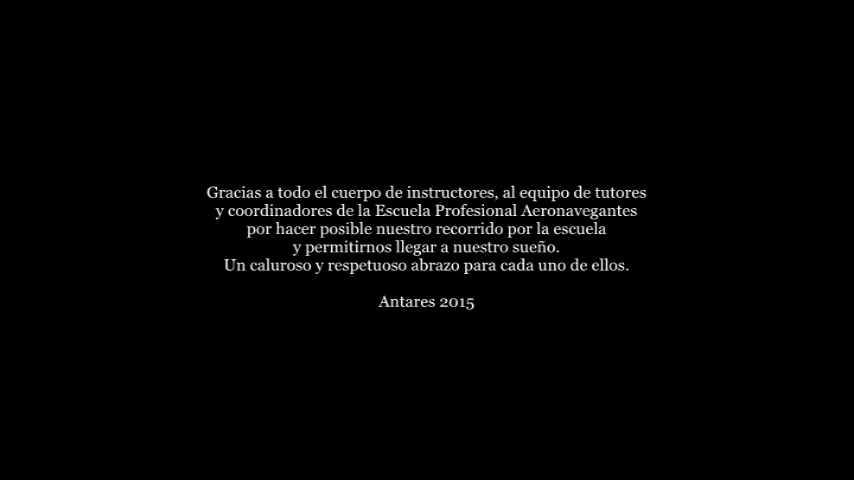 Gracias a todo el cuerpo de instructores, al equipo de tutores
y coordinadores de la Escuela Profesional Aeronavegantes
por hacer posible nuestro recorrido por la escuela
y permitirnos llegar a nuestro sueño.
Un caluroso y respetuoso abrazo para cada uno de ellos.
Antares 2015